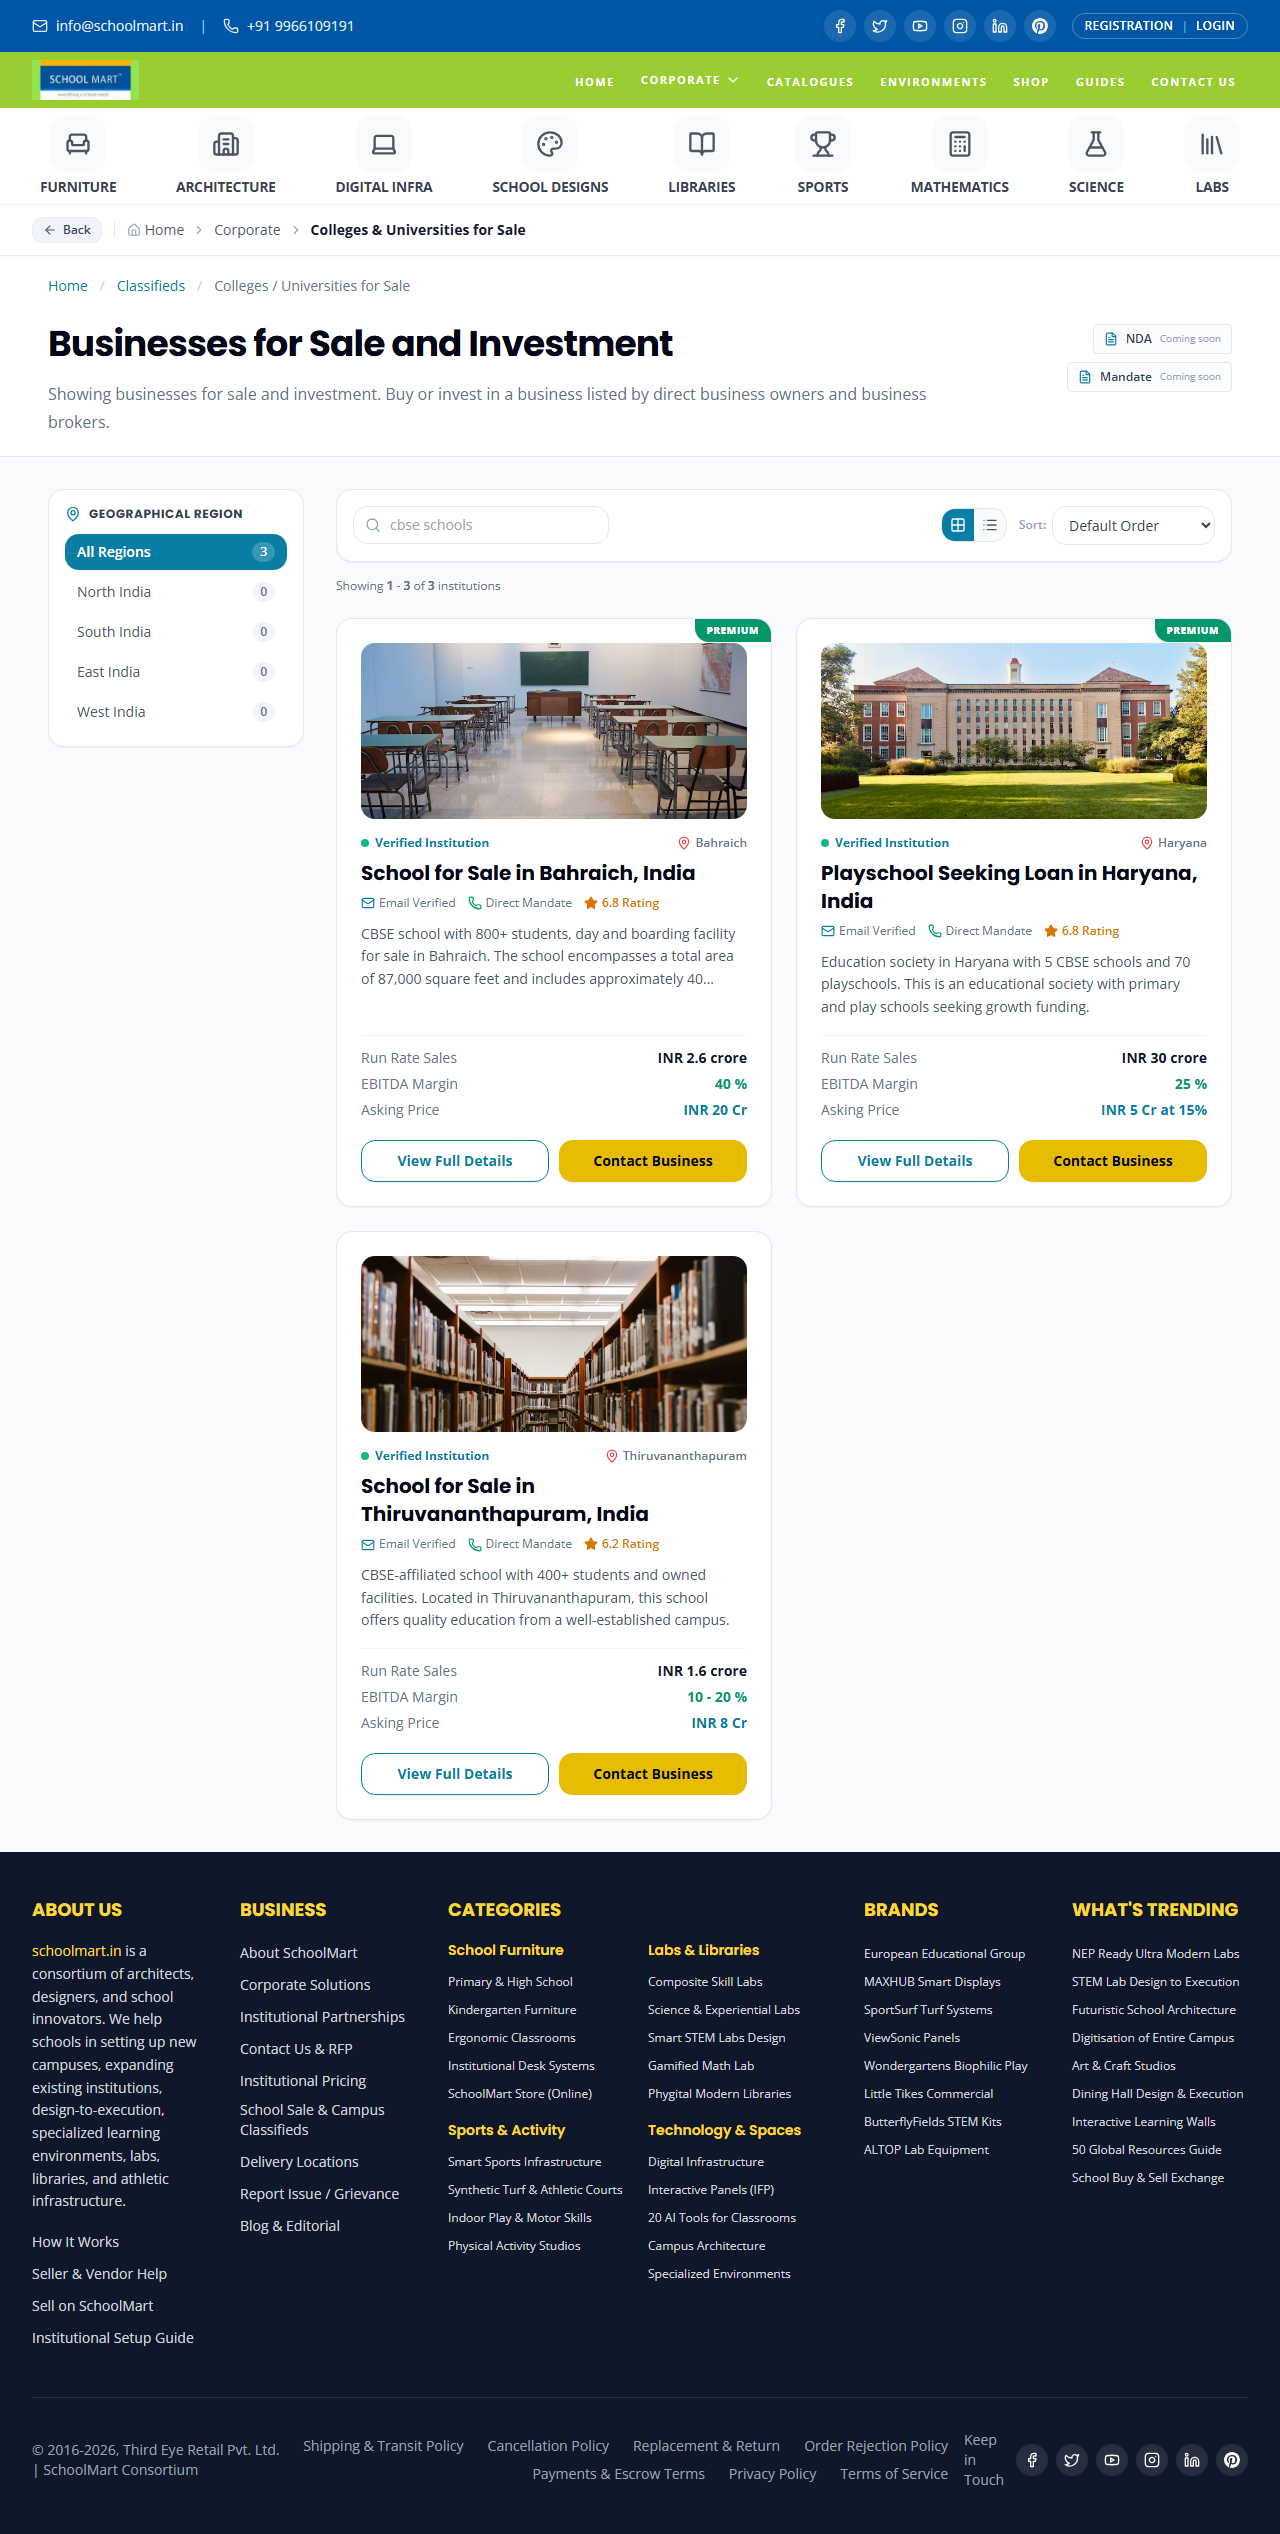 info@schoolmart.in | +91 9966109191
REGISTRATION | LOGIN
SCHOOL MART
HOME CORPORATE CATALOGUES ENVIRONMENTS SHOP GUIDES CONTACT US
FURNITURE ARCHITECTURE DIGITAL INFRA SCHOOL DESIGNS LIBRARIES SPORTS MATHEMATICS SCIENCE LABS
Back Home Corporate Colleges & Universities for Sale
Home / Classifieds / Colleges / Universities for Sale
Businesses for Sale and Investment
NDA Coming soon
Mandate Coming soon
Showing businesses for sale and investment. Buy or invest in a business listed by direct business owners and business
brokers.
GEOGRAPHICAL REGION
All Regions 3
North India 0
South India 0
East India 0
West India 0
cbse schools
Sort: Default Order
Showing 1 - 3 of 3 institutions
PREMIUM
Verified Institution Bahraich
School for Sale in Bahraich, India
Email Verified Direct Mandate 6.8 Rating
CBSE school with 800+ students, day and boarding facility
for sale in Bahraich. The school encompasses a total area
of 87,000 square feet and includes approximately 40...
Run Rate Sales INR 2.6 crore
EBITDA Margin 40 %
Asking Price INR 20 Cr
View Full Details Contact Business
PREMIUM
Verified Institution Haryana
Playschool Seeking Loan in Haryana,
India
Email Verified Direct Mandate 6.8 Rating
Education society in Haryana with 5 CBSE schools and 70
playschools. This is an educational society with primary
and play schools seeking growth funding.
Run Rate Sales INR 30 crore
EBITDA Margin 25 %
Asking Price INR 5 Cr at 15%
View Full Details Contact Business
Verified Institution Thiruvananthapuram
School for Sale in
Thiruvananthapuram, India
Email Verified Direct Mandate 6.2 Rating
CBSE-affiliated school with 400+ students and owned
facilities. Located in Thiruvananthapuram, this school
offers quality education from a well-established campus.
Run Rate Sales INR 1.6 crore
EBITDA Margin 10 - 20 %
Asking Price INR 8 Cr
View Full Details Contact Business
ABOUT US
schoolmart.in is a
consortium of architects,
designers, and school
innovators. We help
schools in setting up new
campuses, expanding
existing institutions,
design-to-execution,
specialized learning
environments, labs,
libraries, and athletic
infrastructure.
How It Works
Seller & Vendor Help
Sell on SchoolMart
Institutional Setup Guide
BUSINESS
About SchoolMart
Corporate Solutions
Institutional Partnerships
Contact Us & RFP
Institutional Pricing
School Sale & Campus
Classifieds
Delivery Locations
Report Issue / Grievance
Blog & Editorial
CATEGORIES
School Furniture
Primary & High School
Kindergarten Furniture
Ergonomic Classrooms
Institutional Desk Systems
SchoolMart Store (Online)
Labs & Libraries
Composite Skill Labs
Science & Experiential Labs
Smart STEM Labs Design
Gamified Math Lab
Phygital Modern Libraries
Sports & Activity
Smart Sports Infrastructure
Synthetic Turf & Athletic Courts
Indoor Play & Motor Skills
Physical Activity Studios
Technology & Spaces
Digital Infrastructure
Interactive Panels (IFP)
20 AI Tools for Classrooms
Campus Architecture
Specialized Environments
BRANDS
European Educational Group
MAXHUB Smart Displays
SportSurf Turf Systems
ViewSonic Panels
Wondergartens Biophilic Play
Little Tikes Commercial
ButterflyFields STEM Kits
ALTOP Lab Equipment
WHAT'S TRENDING
NEP Ready Ultra Modern Labs
STEM Lab Design to Execution
Futuristic School Architecture
Digitisation of Entire Campus
Art & Craft Studios
Dining Hall Design & Execution
Interactive Learning Walls
50 Global Resources Guide
School Buy & Sell Exchange
© 2016-2026, Third Eye Retail Pvt. Ltd.
| SchoolMart Consortium
Shipping & Transit Policy Cancellation Policy Replacement & Return Order Rejection Policy
Payments & Escrow Terms Privacy Policy Terms of Service
Keep
in
Touch